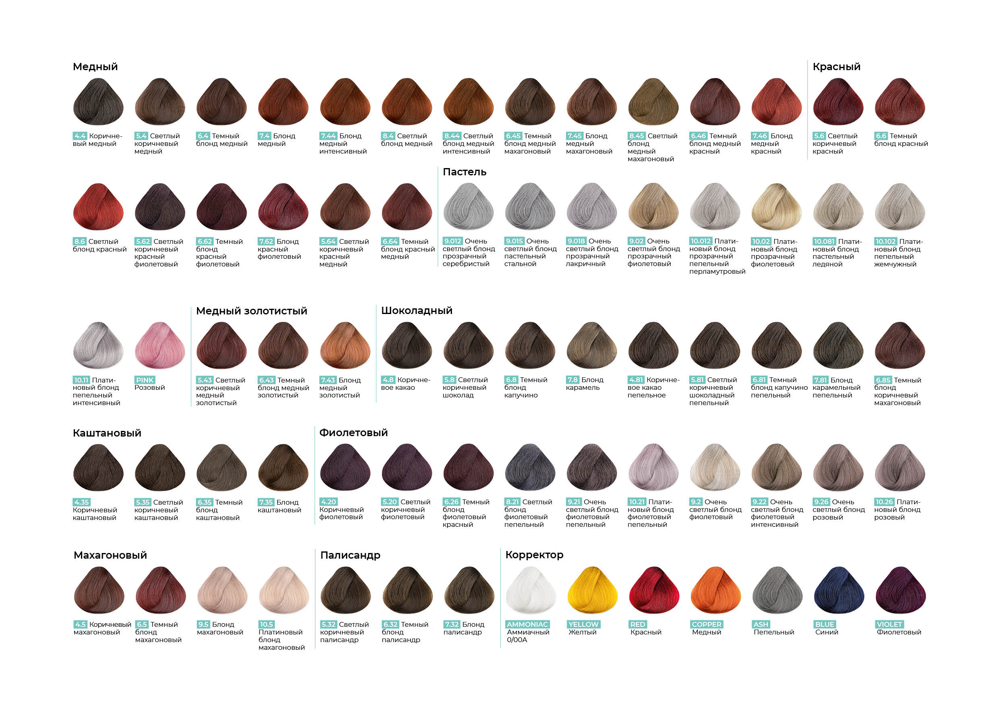 Медный
4.4 Коричне-
вый медный
5.4 Светлый
коричневый
медный
6.4 Темный
блонд медный
7.4 Блонд
медный
7.44 Блонд
медный
интенсивный
8.4 Светлый
блонд медный
8.44 Светлый
блонд медный
интенсивный
6.45 Темный
блонд медный
махагоновый
7.45 Блонд
медный
махагоновый
8.45 Светлый
блонд
медный
махагоновый
6.46 Темный
блонд медный
красный
7.46 Блонд
медный
красный
Красный
5.6 Светлый
коричневый
красный
6.6 Темный
блонд красный
8.6 Светлый
блонд красный
5.62 Светлый
коричневый
красный
фиолетовый
6.62 Темный
блонд
красный
фиолетовый
7.62 Блонд
красный
фиолетовый
5.64 Светлый
коричневый
красный
медный
6.64 Темный
блонд красный
медный
Пастель
9.012 Очень
светлый блонд
прозрачный
серебристый
9.015 Очень
светлый блонд
пастельный
стальной
9.018 Очень
светлый блонд
прозрачный
лакричный
9.02 Очень
светлый блонд
прозрачный
фиолетовый
10.012 Плати-
новый блонд
прозрачный
пепельный
перламутровый
10.02 Плати-
новый блонд
прозрачный
фиолетовый
10.081 Плати-
новый блонд
пастельный
ледяной
10.102 Плати-
новый блонд
пепельный
жемчужный
10.11 Плати-
новый блонд
пепельный
интенсивный
PINK
Розовый
Медный золотистый
5.43 Светлый
коричневый
медный
золотистый
6.43 Темный
блонд медный
золотистый
7.43 Блонд
медный
золотистый
Шоколадный
4.8 Коричне-
вое какао
5.8 Светлый
коричневый
шоколад
6.8 Темный
блонд
капучино
7.8 Блонд
карамель
4.81 Коричне-
вое какао
пепельное
5.81 Светлый
коричневый
шоколадный
пепельный
6.81 Темный
блонд капучино
пепельный
7.81 Блонд
карамельный
пепельный
6.85 Темный
блонд
коричневый
махагоновый
Каштановый
4.35
Коричневый
каштановый
5.35 Светлый
коричневый
каштановый
6.35 Темный
блонд
каштановый
7.35 Блонд
каштановый
Фиолетовый
4.20
Коричневый
фиолетовый
5.20 Светлый
коричневый
фиолетовый
6.26 Темный
блонд
фиолетовый
красный
8.21 Светлый
блонд
фиолетовый
пепельный
9.21 Очень
светлый блонд
фиолетовый
пепельный
10.21 Плати-
новый блонд
фиолетовый
пепельный
9.2 Очень
светлый блонд
фиолетовый
9.22 Очень
светлый блонд
фиолетовый
интенсивный
9.26 Очень
светлый блонд
розовый
10.26 Плати-
новый блонд
розовый
Махагоновый
4.5 Коричневый
махагоновый
6.5 Темный
блонд
махагоновый
9.5 Блонд
махагоновый
10.5
Платиновый
блонд
махагоновый
Палисандр
5.32 Светлый
коричневый
палисандр
6.32 Темный
блонд
палисандр
7.32 Блонд
палисандр
Корректор
AMMONIAC
Аммиачный
0/00А
YELLOW
Желтый
RED
Красный
COPPER
Медный
ASH
Пепельный
BLUE
Синий
VIOLET
Фиолетовый